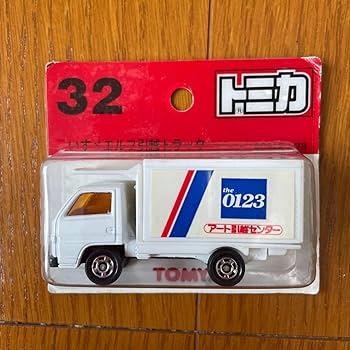 32
トミカ
いすゞエルフ引越トラック
the
0123
アート引越センター
TOMY